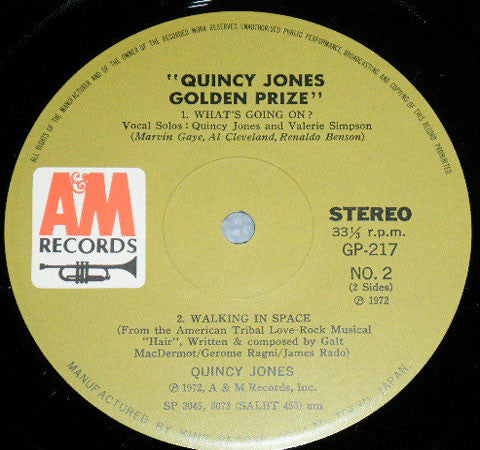 ALL RIGHTS OF THE MANUFACTURER AND OF THE OWNER OF THE RECORDED WORK RESERVED. UNAUTHORISED PUBLIC PERFORMANCE, BROADCASTING AND COPYING OF THIS RECORD PROHIBITED.
"QUINCY JONES
GOLDEN PRIZE"
1. WHAT'S GOING ON?
Vocal Solos: Quincy Jones and Valerie Simpson
(Marvin Gaye, Al Cleveland, Renaldo Benson)
A&M
RECORDS
STEREO
33⅓ r.p.m.
GP-217
NO. 2
(2 Sides)
Ⓟ 1972
2. WALKING IN SPACE
(From the American Tribal Love-Rock Musical
"Hair", Written & composed by Galt
MacDermot/Gerome Ragni/James Rado)
QUINCY JONES
Ⓟ 1972, A & M Records, Inc.
SP 3045, 3073 (SALBT 453) sm
MANUFACTURED BY KING RECORD TOKYO, JAPAN.